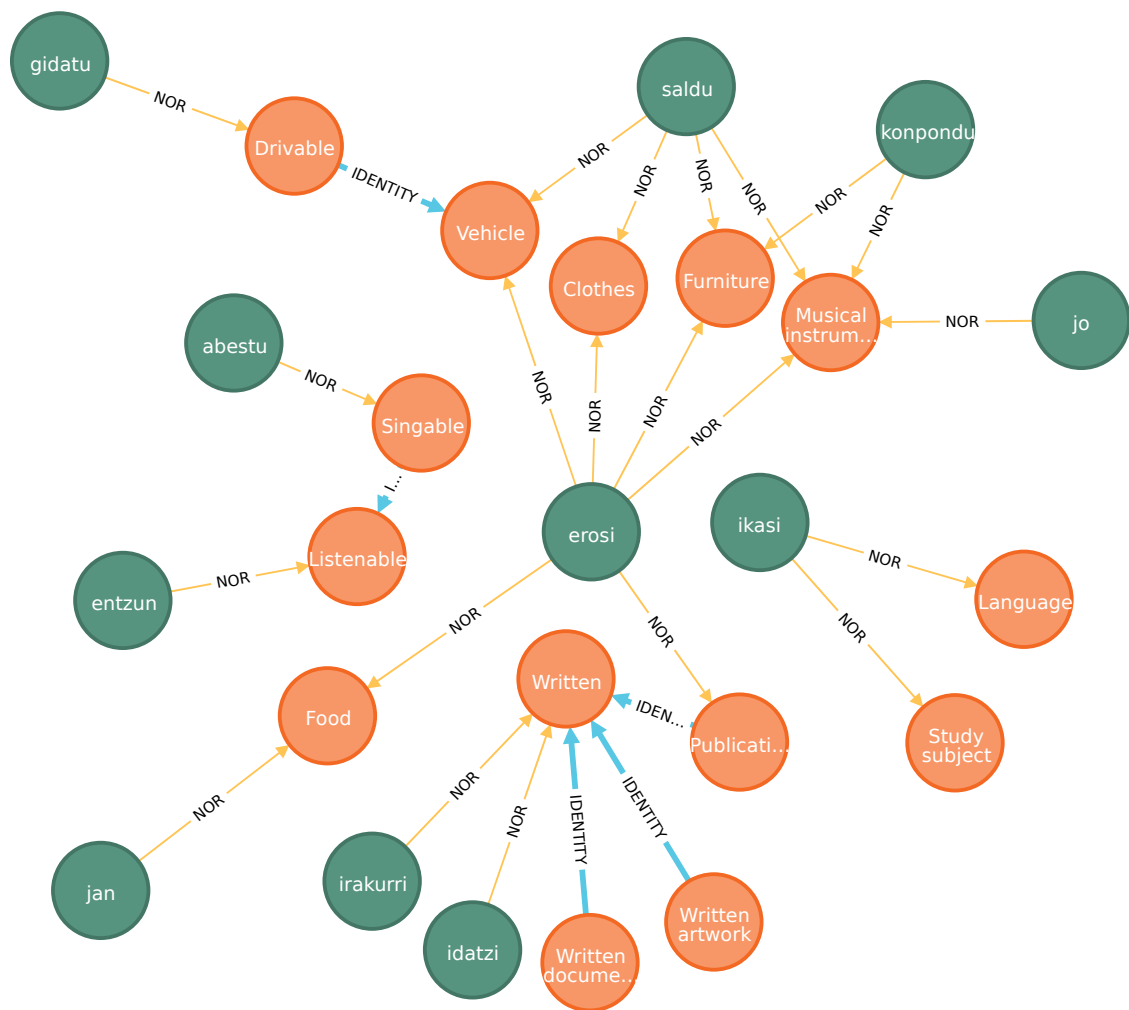 gidatu
NOR
Drivable
IDENTITY
Vehicle
saldu
NOR
NOR
NOR
NOR
konpondu
NOR
NOR
Clothes
Furniture
Musical
instrum...
NOR
jo
abestu
NOR
Singable
I...
Listenable
NOR
entzun
NOR
NOR
NOR
NOR
erosi
ikasi
NOR
Language
NOR
Study
subject
NOR
Food
NOR
jan
NOR
Written
IDEN...
Publicati...
NOR
irakurri
NOR
idatzi
IDENTITY
Written
docume...
IDENTITY
Written
artwork